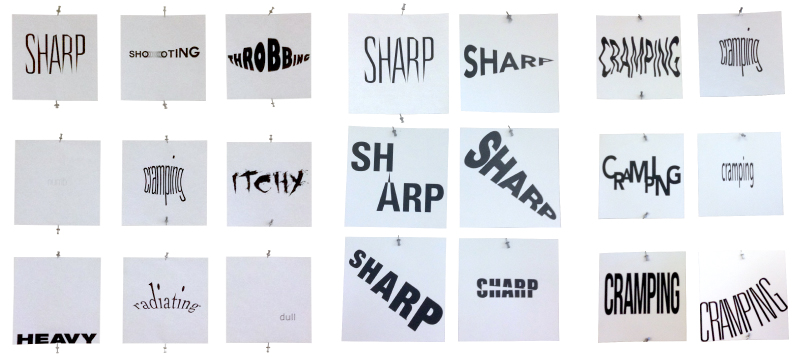 SHARP
SHOOTING
THROBBING
cramping
ITCHY
HEAVY
radiating
dull
SHARP
SHARP
SH
ARP
SHARP
SHARP
SHARP
CRAMPING
cramping
CRAMPING
cramping
CRAMPING
CRAMPING